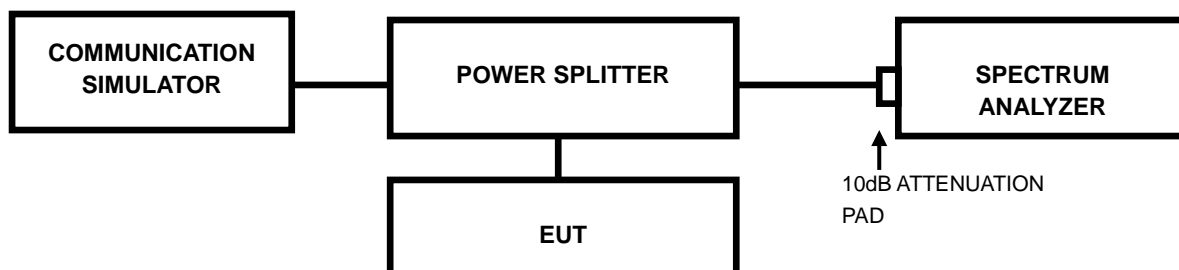 COMMUNICATION
SIMULATOR
POWER SPLITTER
SPECTRUM
ANALYZER
10dB ATTENUATION
PAD
EUT